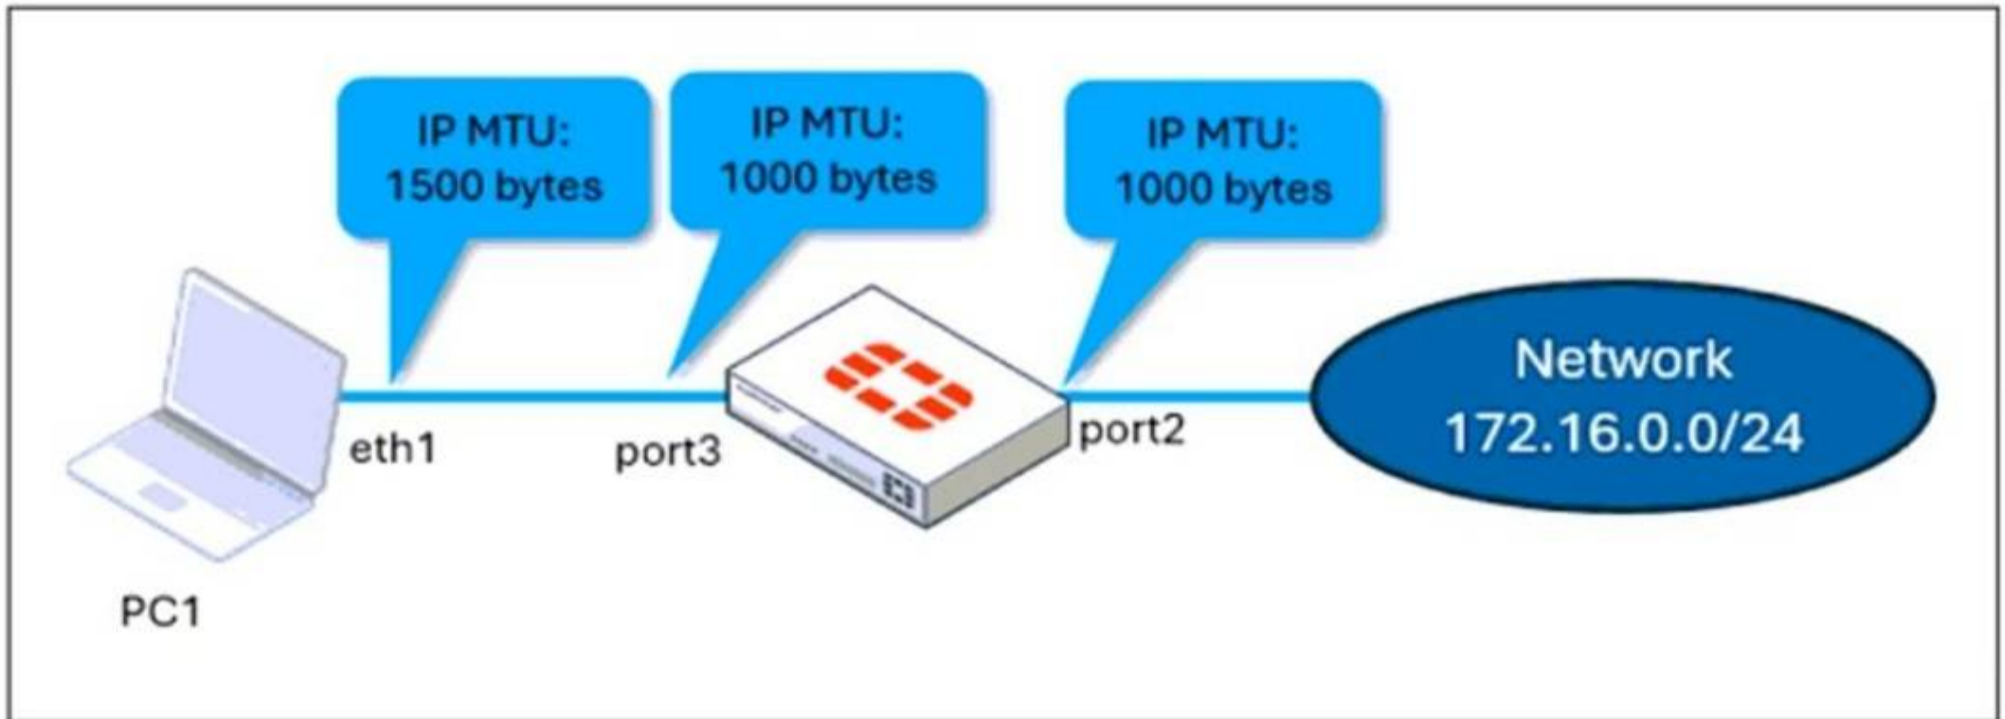 IP MTU:
1500 bytes
IP MTU:
1000 bytes
IP MTU:
1000 bytes
Network
172.16.0.0/24
eth1
port3
port2
PC1